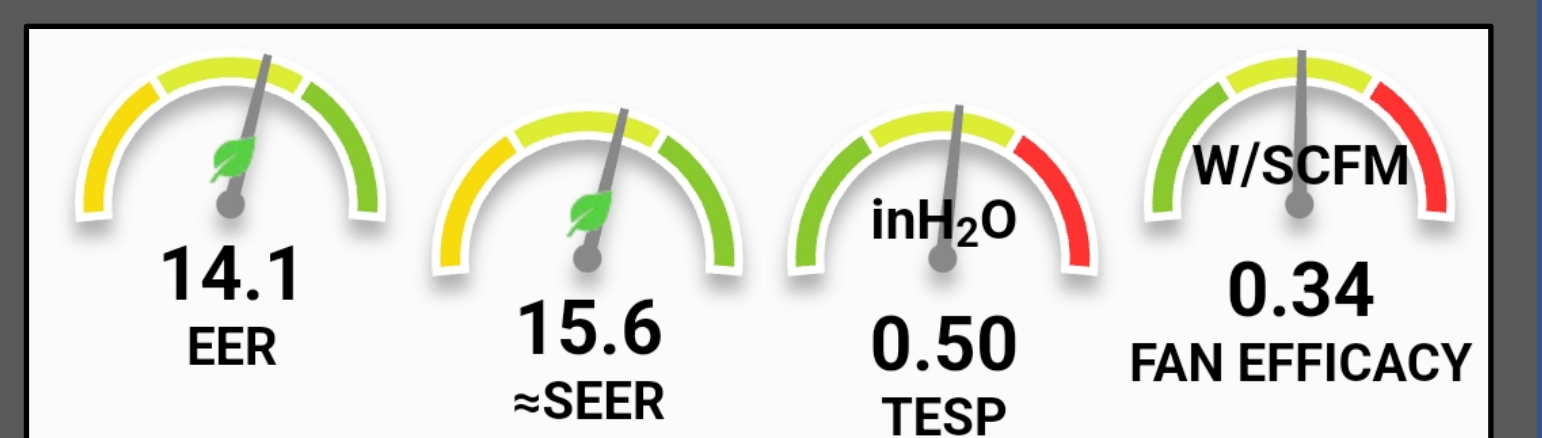 14.1
EER
15.6
≈SEER
inH₂O
0.50
TESP
W/SCFM
0.34
FAN EFFICACY